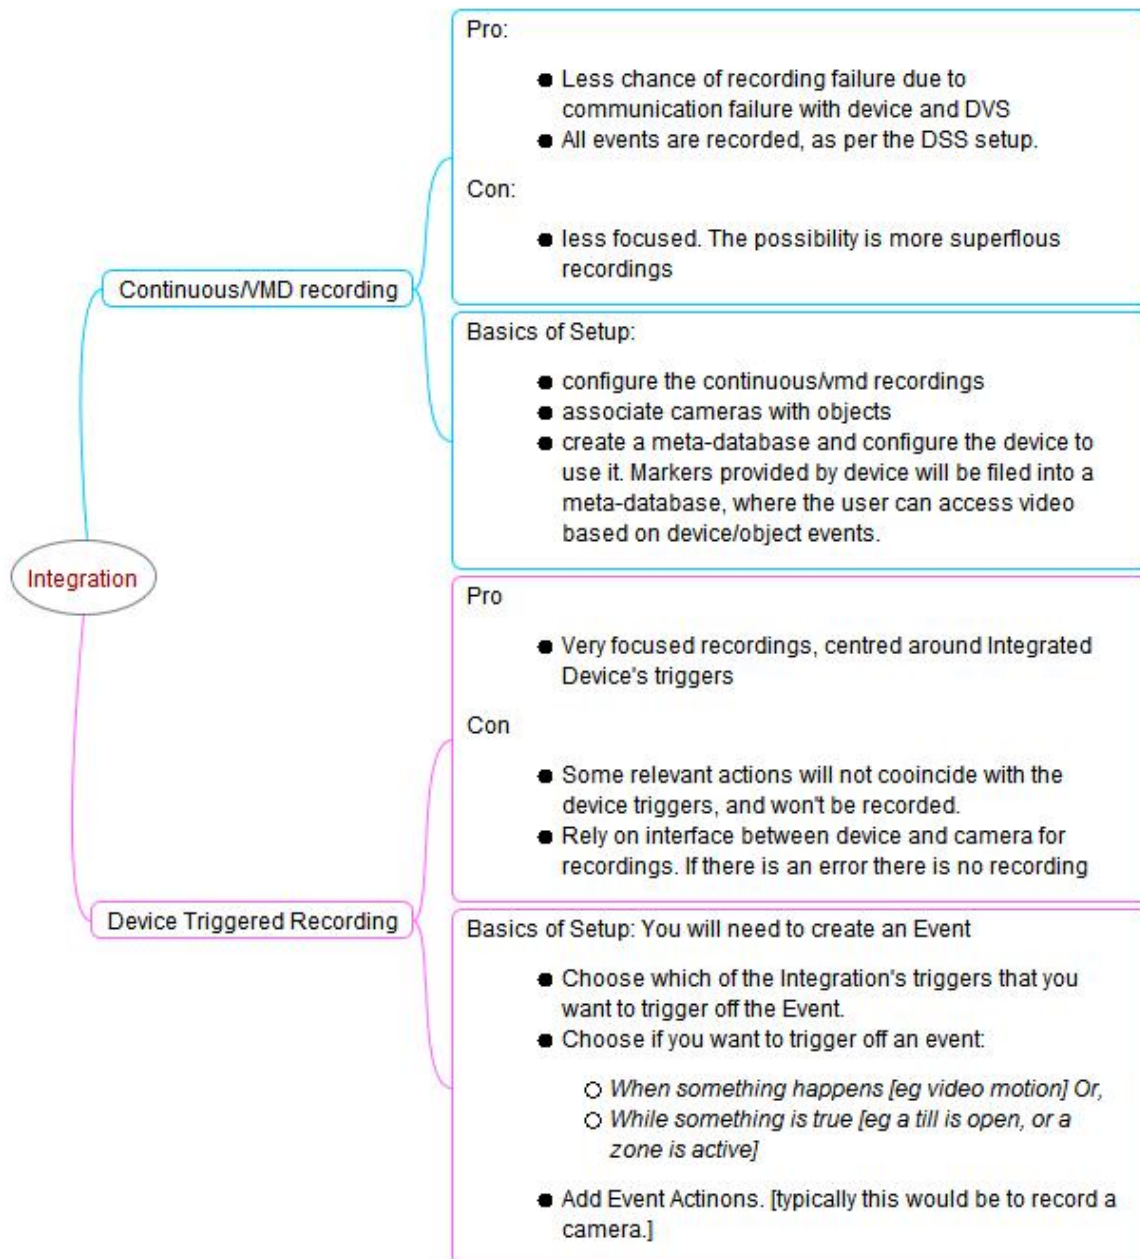 Pro:
Less chance of recording failure due to
communication failure with device and DVS
All events are recorded, as per the DSS setup.
Con:
less focused. The possibility is more superflous
recordings
Continuous/VMD recording
Basics of Setup:
configure the continuous/vmd recordings
associate cameras with objects
create a meta-database and configure the device to
use it. Markers provided by device will be filed into a
meta-database, where the user can access video
based on device/object events.
Integration
Pro
Very focused recordings, centred around Integrated
Device's triggers
Con
Some relevant actions will not cooincide with the
device triggers, and won't be recorded.
Rely on interface between device and camera for
recordings. If there is an error there is no recording
Device Triggered Recording
Basics of Setup: You will need to create an Event
Choose which of the Integration's triggers that you
want to trigger off the Event.
Choose if you want to trigger off an event:
When something happens [eg video motion] Or,
While something is true [eg a till is open, or a
zone is active]
Add Event Actinons. [typically this would be to record a
camera.]